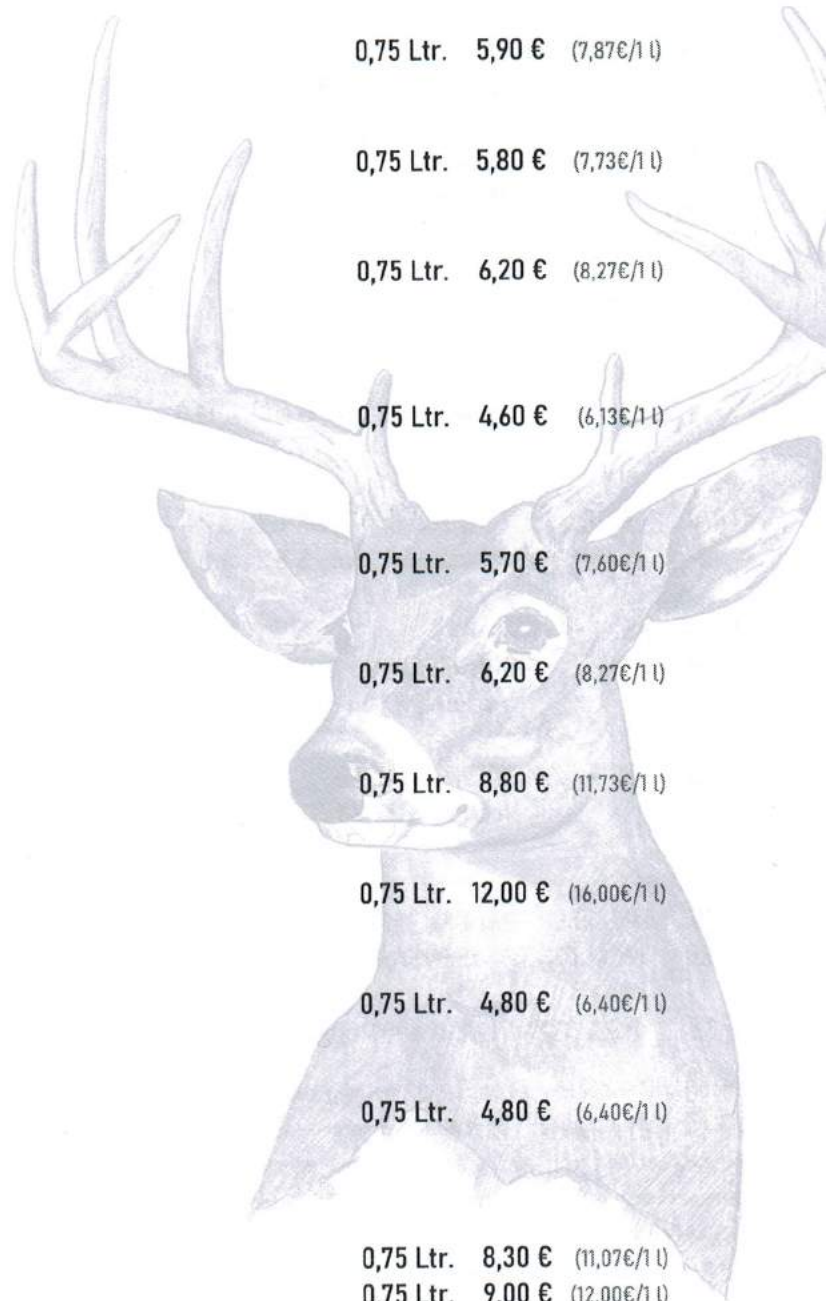 0,75 Ltr. 5,90 € (7,87€/1 l)
0,75 Ltr. 5,80 € (7,73€/1 l)
0,75 Ltr. 6,20 € (8,27€/1 l)
0,75 Ltr. 4,60 € (6,13€/1 l)
0,75 Ltr. 5,70 € (7,60€/1 l)
0,75 Ltr. 6,20 € (8,27€/1 l)
0,75 Ltr. 8,80 € (11,73€/1 l)
0,75 Ltr. 12,00 € (16,00€/1 l)
0,75 Ltr. 4,80 € (6,40€/1 l)
0,75 Ltr. 4,80 € (6,40€/1 l)
0,75 Ltr. 8,30 € (11,07€/1 l)
0,75 Ltr. 9,00 € (12,00€/1 l)